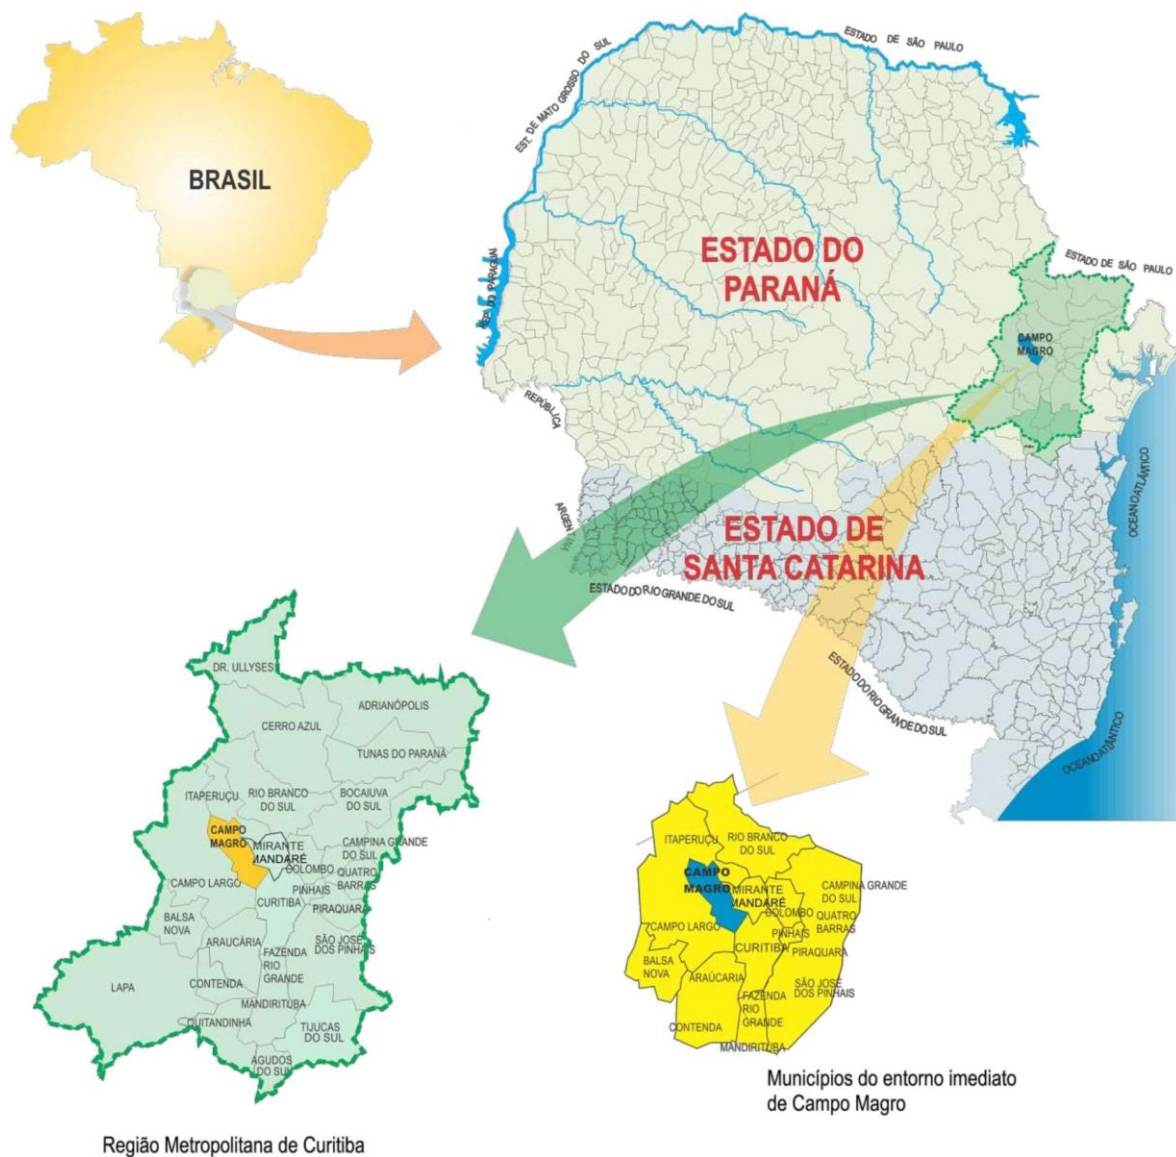 BRASIL
EST. DE MATO GROSSO DO SUL
ESTADO DE SÃO PAULO
REP. DO PARAGUAI
ESTADO DO
PARANÁ
ESTADO DE SÃO PAULO
CAMPO
MAGRO
REPÚBLICA
ARGENTINA
ESTADO DE
SANTA CATARINA
OCEANO ATLÂNTICO
ESTADO DO RIO GRANDE DO SUL
ESTADO DO RIO GRANDE DO SUL
OCEANO ATLÂNTICO
DR. ULLYSES
ADRIANÓPOLIS
CERRO AZUL
TUNAS DO PARANÁ
ITAPERUÇU
RIO BRANCO
DO SUL
BOCAIUVA
DO SUL
CAMPO
MAGRO
MIRANTE
MANDARÉ
CAMPINA GRANDE
DO SUL
COLOMBO
QUATRO
BARRAS
CAMPO LARGO
PINHAIS
CURITIBA
PIRAQUARA
BALSA
NOVA
ARAUCÁRIA
FAZENDA
RIO
GRANDE
SÃO JOSÉ
DOS PINHAIS
LAPA
CONTENDA
MANDIRITUBA
QUITANDINHA
TIJUCAS
DO SUL
AGUDOS
DO SUL
Região Metropolitana de Curitiba
ITAPERUÇU
RIO BRANCO
DO SUL
CAMPO
MAGRO
MIRANTE
MANDARÉ
CAMPINA GRANDE
DO SUL
COLOMBO
QUATRO
BARRAS
CAMPO LARGO
PINHAIS
CURITIBA
PIRAQUARA
BALSA
NOVA
ARAÚCARIA
FAZENDA
RIO
GRANDE
SÃO JOSÉ
DOS PINHAIS
CONTENDA
MANDIRITUBA
Municípios do entorno imediato
de Campo Magro